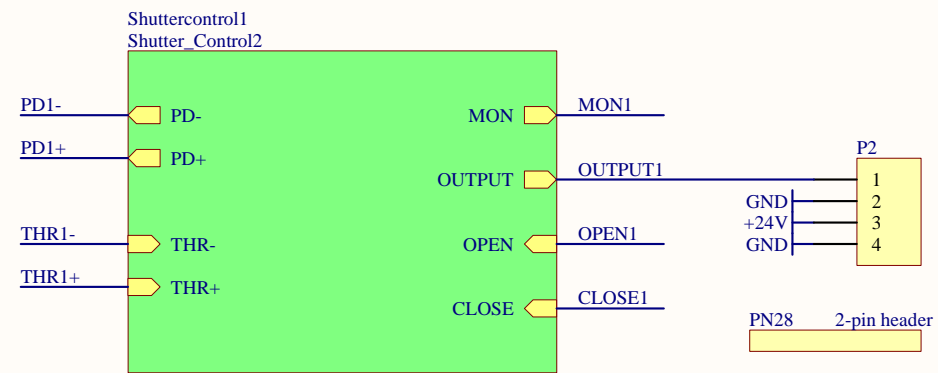 Shuttercontrol1
Shutter_Control2
PD1- PD- MON MON1
PD1+ PD+ P2
OUTPUT OUTPUT1 1
GND 2
+24V 3
THR1- THR- OPEN OPEN1 GND 4
THR1+ THR+
CLOSE CLOSE1
PN28 2-pin header